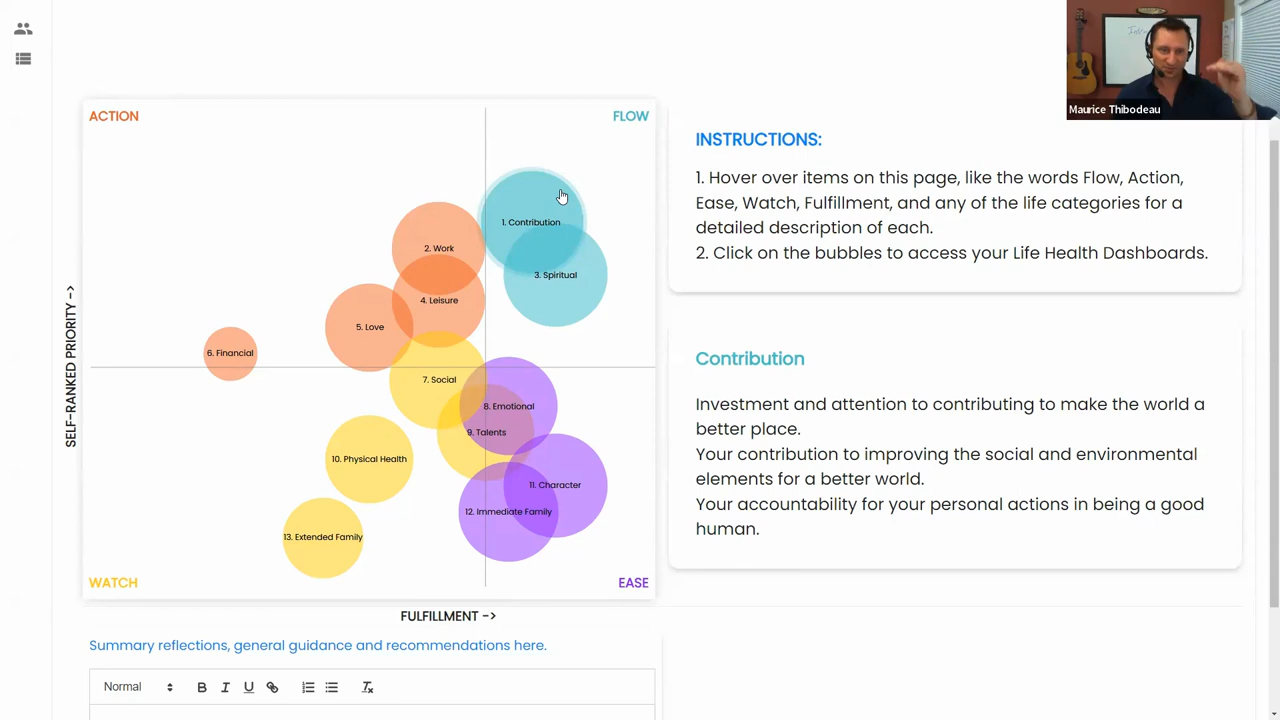 Maurice Thibodeau
ACTION
FLOW
1. Contribution
2. Work
3. Spiritual
4. Leisure
5. Love
6. Financial
7. Social
8. Emotional
9. Talents
10. Physical Health
11. Character
12. Immediate Family
13. Extended Family
WATCH
EASE
SELF-RANKED PRIORITY ->
FULFILLMENT ->
INSTRUCTIONS:
1. Hover over items on this page, like the words Flow, Action,
Ease, Watch, Fulfillment, and any of the life categories for a
detailed description of each.
2. Click on the bubbles to access your Life Health Dashboards.
Contribution
Investment and attention to contributing to make the world a
better place.
Your contribution to improving the social and environmental
elements for a better world.
Your accountability for your personal actions in being a good
human.
Summary reflections, general guidance and recommendations here.
Normal